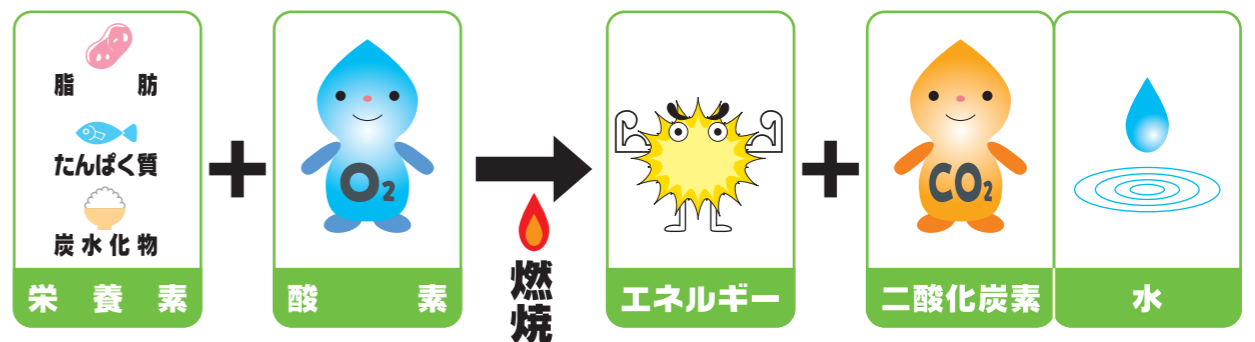 脂肪
たんぱく質
炭水化物
栄養素
+
O₂
酸素
燃焼
エネルギー
+
CO₂
二酸化炭素
水